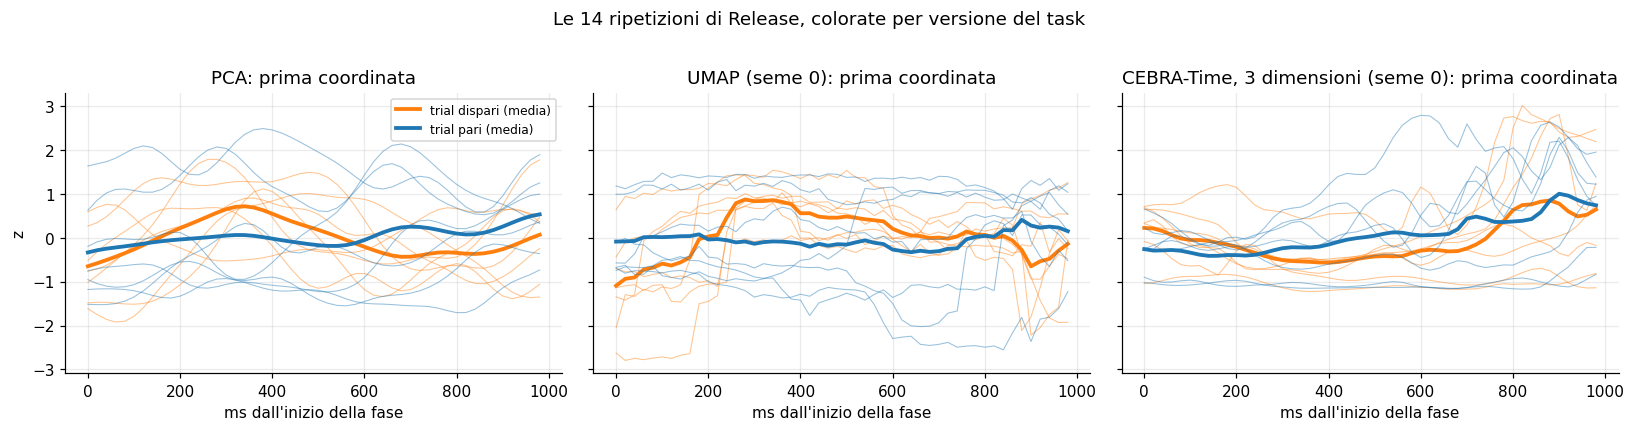 Le 14 ripetizioni di Release, colorate per versione del task
PCA: prima coordinata
UMAP (seme 0): prima coordinata
CEBRA-Time, 3 dimensioni (seme 0): prima coordinata
trial dispari (media)
trial pari (media)
z
3
2
1
0
−1
−2
−3
0 200 400 600 800 1000
0 200 400 600 800 1000
0 200 400 600 800 1000
ms dall'inizio della fase
ms dall'inizio della fase
ms dall'inizio della fase